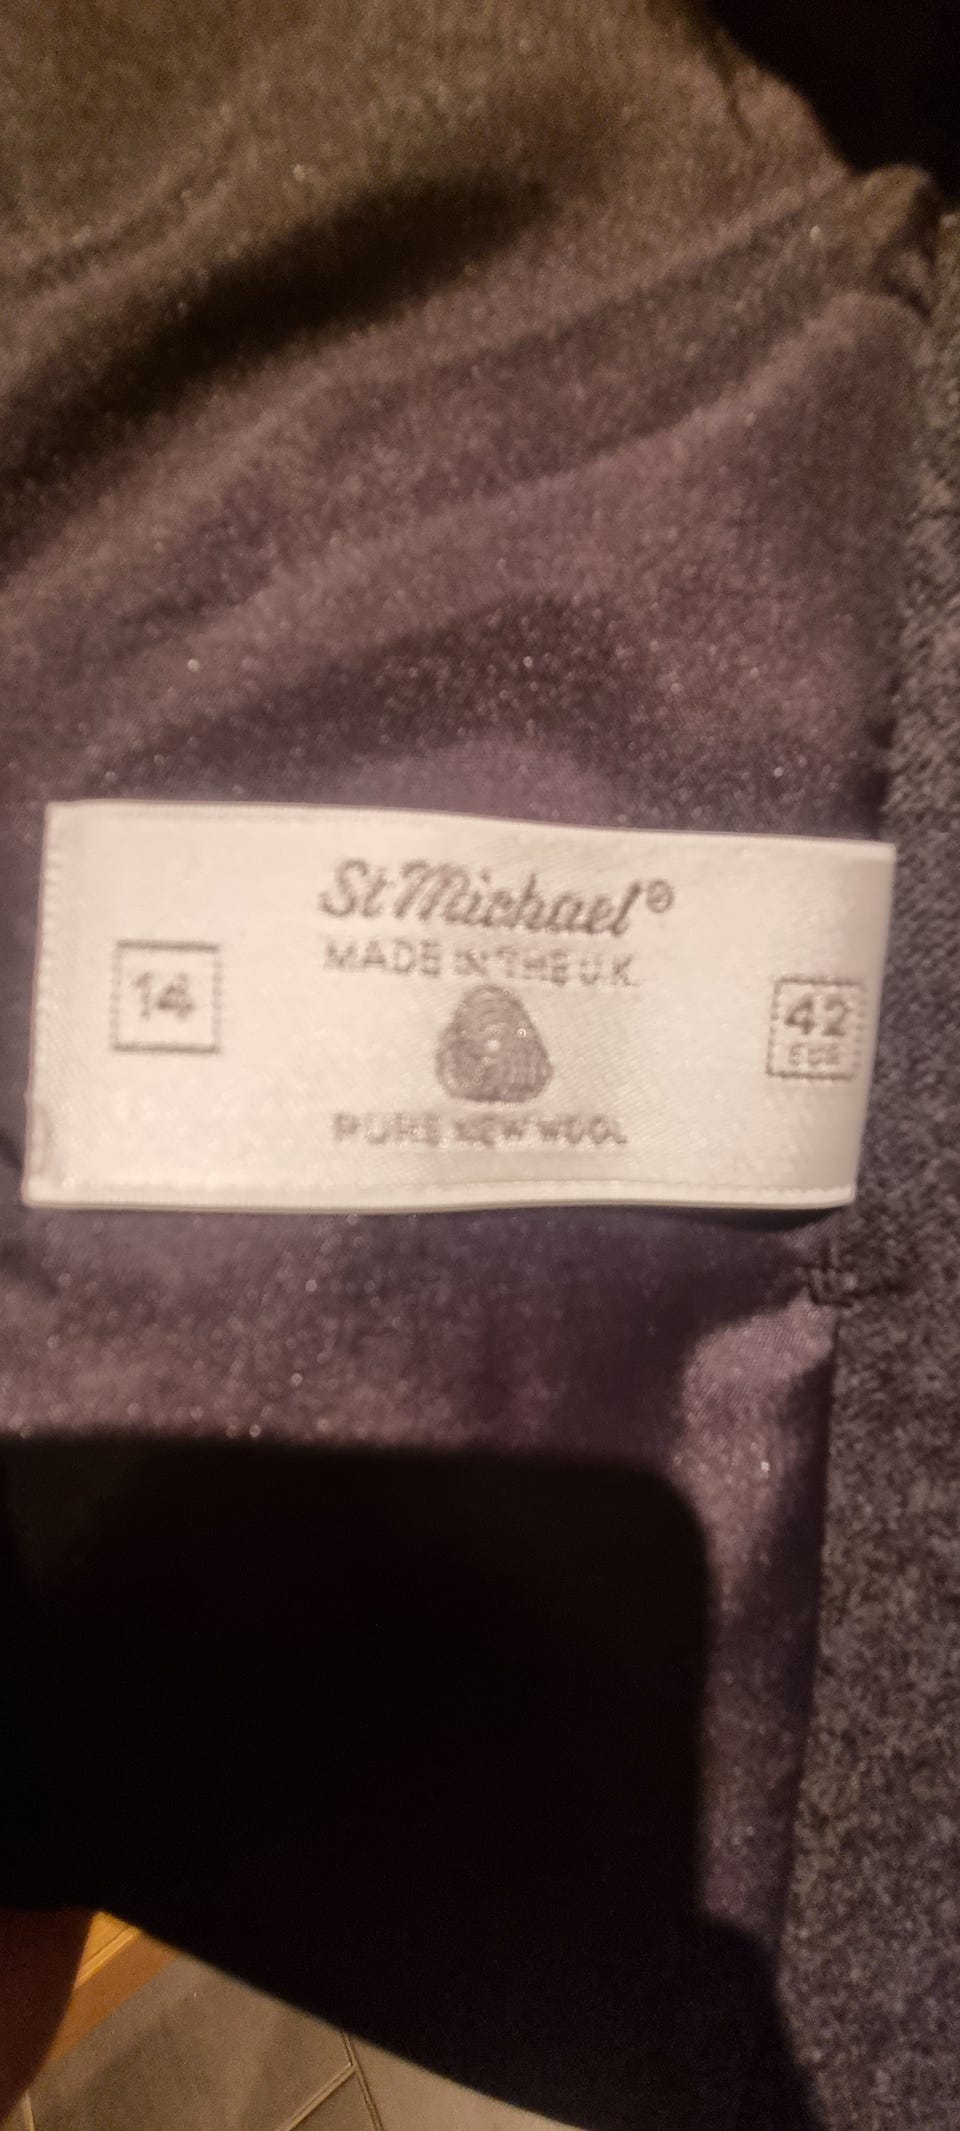 St Michael®
MADE IN THE U.K.
14
42
EUR
PURE NEW WOOL